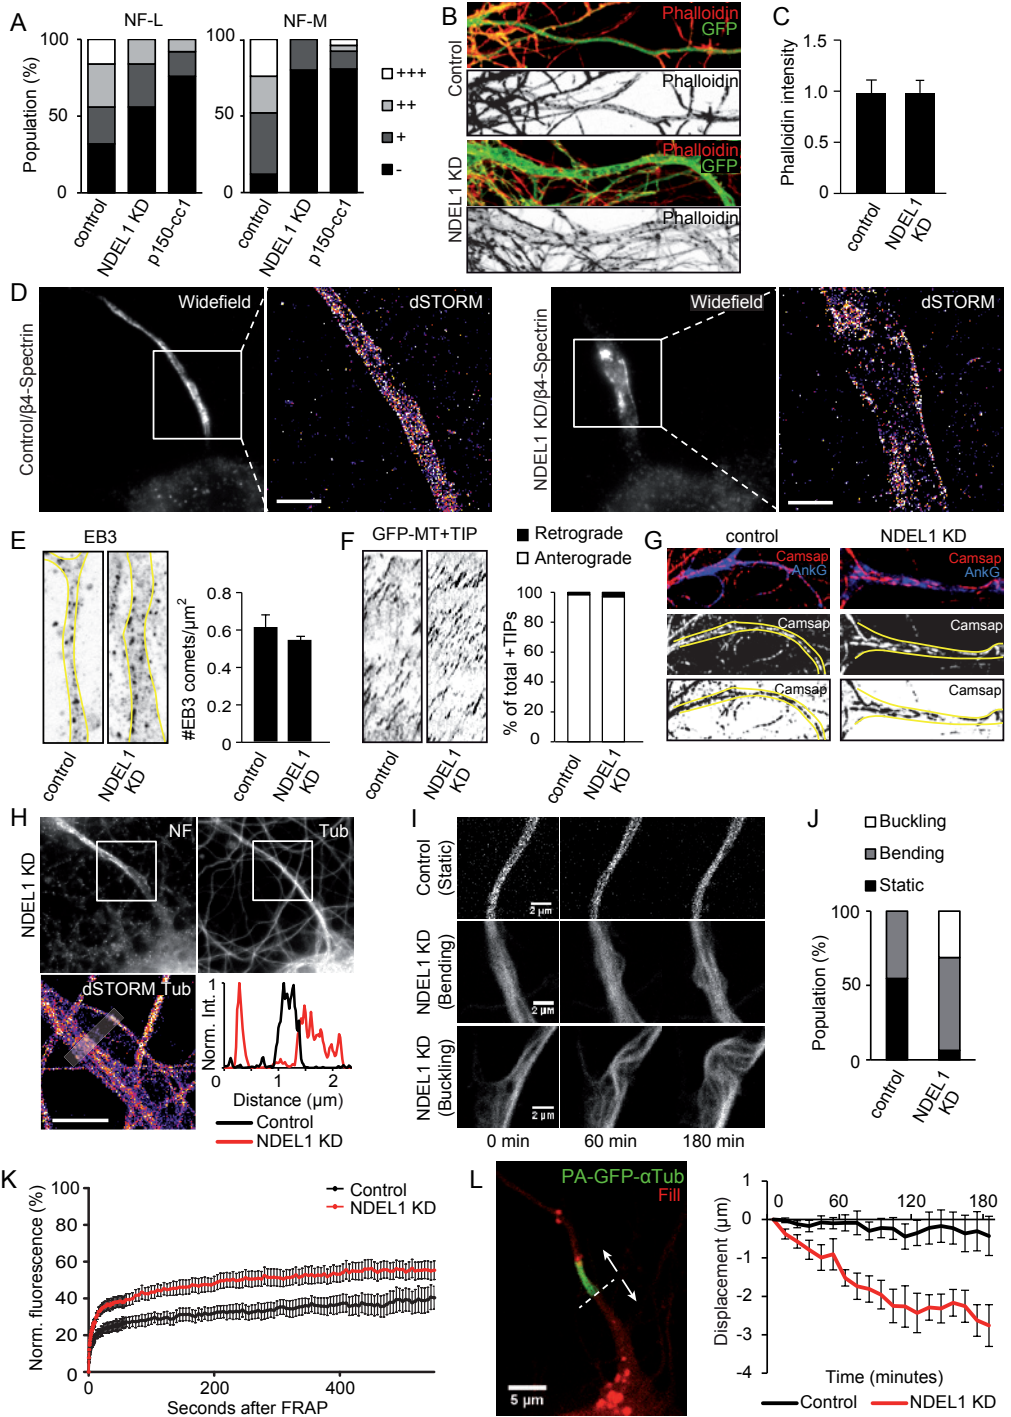 A
NF-L
NF-M
Population (%)
100
50
0
control
NDEL1 KD
p150-cc1
100
50
0
control
NDEL1 KD
p150-cc1
+++
++
+
-
B
Control
Phalloidin
GFP
Phalloidin
NDEL1 KD
Phalloidin
GFP
Phalloidin
C
Phalloidin intensity
1.5
1.0
0.5
0
control
NDEL1
KD
D
Control/β4-Spectrin
Widefield
dSTORM
NDEL1 KD/β4-Spectrin
Widefield
dSTORM
E
EB3
control
NDEL1
KD
#EB3 comets/µm2
0.8
0.6
0.4
0.2
0
control
NDEL1
KD
F
GFP-MT+TIP
control
NDEL1
KD
Retrograde
Anterograde
% of total +TIPs
100
80
60
40
20
0
control
NDEL1
KD
G
control
NDEL1 KD
Camsap
AnkG
Camsap
AnkG
Camsap
Camsap
Camsap
Camsap
H
NDEL1 KD
NF
Tub
dSTORM Tub
Norm. Int.
1
0
1
2
Distance (µm)
Control
NDEL1 KD
I
Control
(Static)
2 µm
NDEL1 KD
(Bending)
2 µm
NDEL1 KD
(Buckling)
2 µm
0 min
60 min
180 min
J
Buckling
Bending
Static
Population (%)
100
50
0
control
NDEL1
KD
K
Norm. fluorescence (%)
100
80
60
40
20
0
0
200
400
Seconds after FRAP
Control
NDEL1 KD
L
PA-GFP-αTub
Fill
5 µm
Displacement (µm)
0
60
120
180
0
-1
-2
-3
-4
Time (minutes)
Control
NDEL1 KD